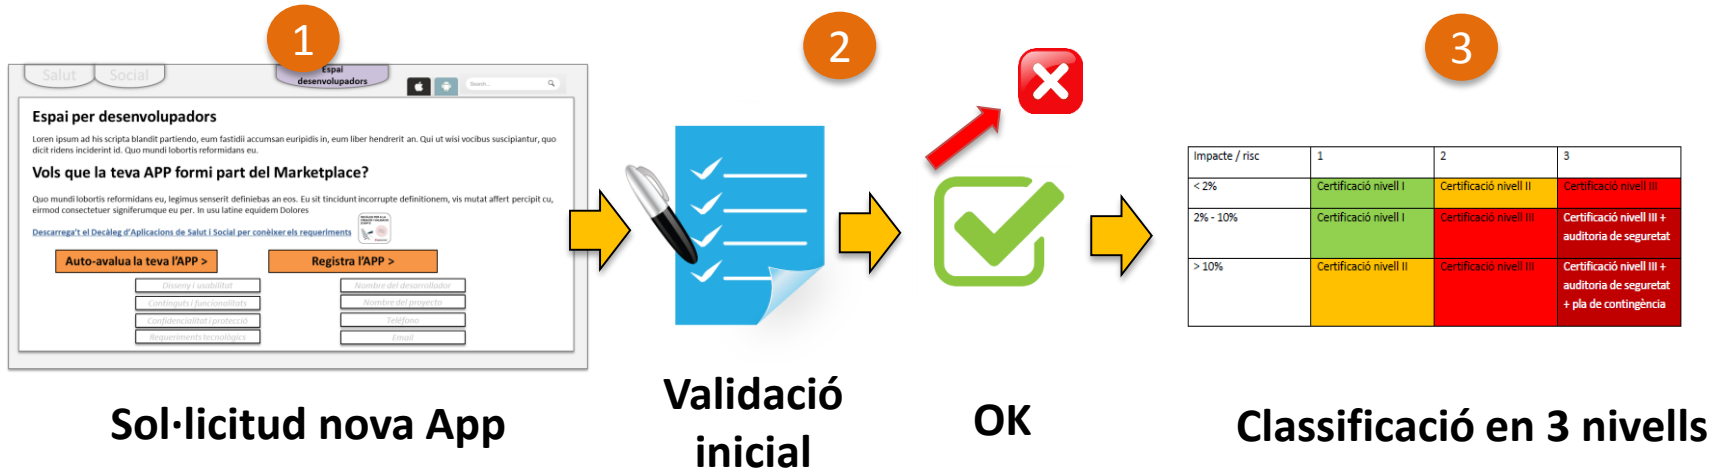 1
2
3
Salut
Social
Espai
desenvolupadors
Search...
Espai per desenvolupadors
Loren ipsum ad his scripta blandit partiendo, eum fastidii accumsan euripidis in, eum liber hendrerit an. Qui ut wisi vocibus suscipiantur, quo
dicit ridens inciderint id. Quo mundi lobortis reformidans eu.
Vols que la teva APP formi part del Marketplace?
Quo mundi lobortis reformidans eu, legimus senserit definiebas an eos. Eu sit tincidunt incorrupte definitionem, vis mutat affert percipit cu,
eirmod consectetuer signiferumque eu per. In usu latine equidem Dolores
Descarrega't el Decàleg d'Aplicacions de Salut i Social per conèixer els requeriments
Auto-avalua la teva l'APP >
Registra l'APP >
Disseny i usabilitat
Continguts i funcionalitats
Confidencialitat i protecció
Requeriments tecnològics
Nombre del desarrollador
Nombre del proyecto
Teléfono
Email
Impacte / risc
1
2
3
< 2%
Certificació nivell I
Certificació nivell II
Certificació nivell III
2% - 10%
Certificació nivell I
Certificació nivell III
Certificació nivell III +
auditoria de seguretat
> 10%
Certificació nivell II
Certificació nivell III
Certificació nivell III +
auditoria de seguretat
+ pla de contingència
Sol·licitud nova App
Validació
inicial
OK
Classificació en 3 nivells